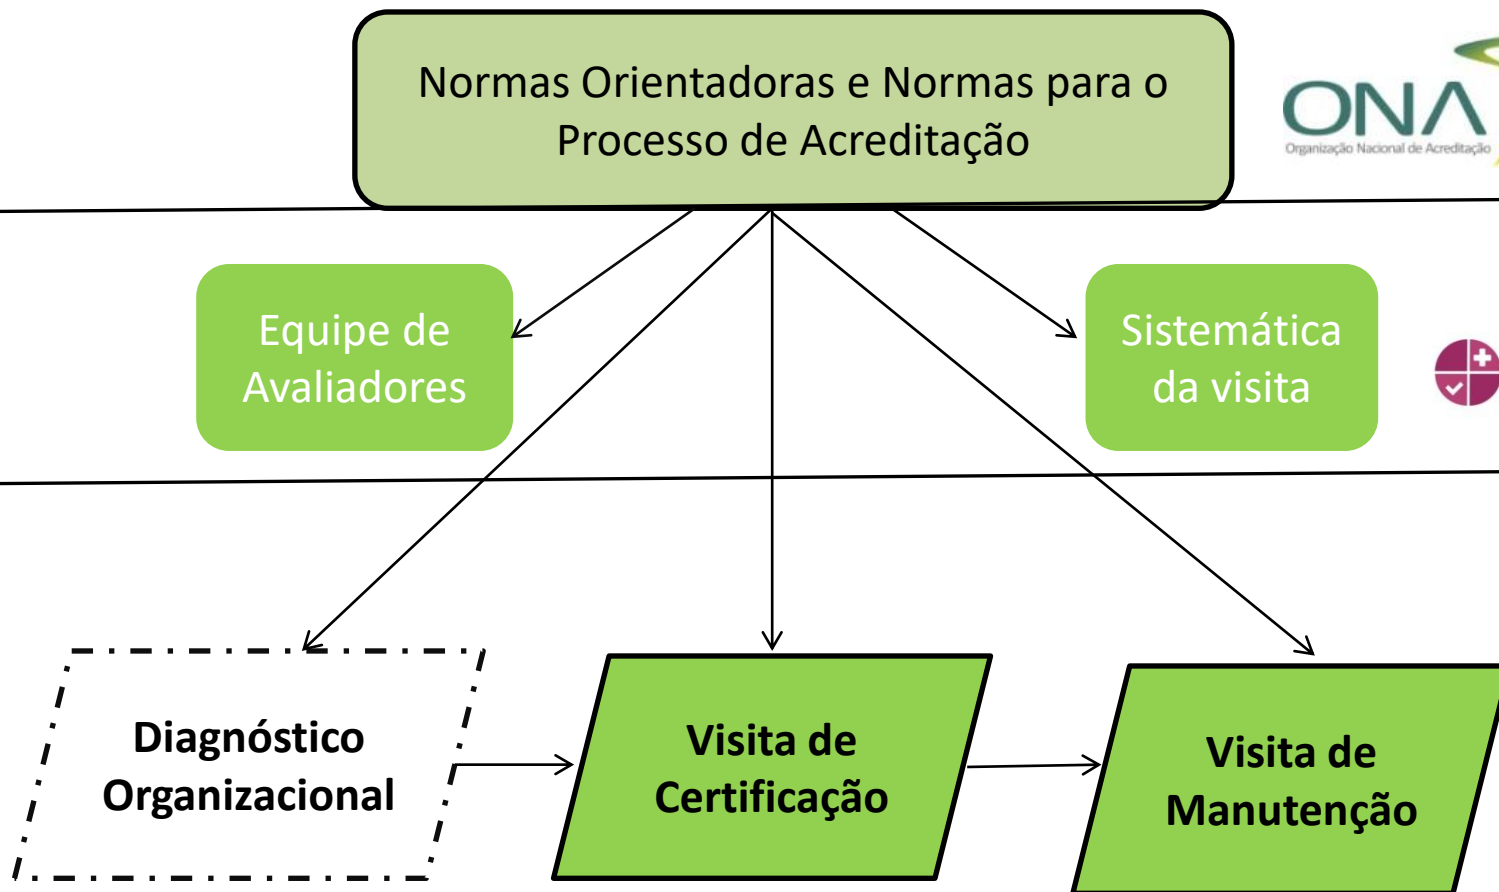 Normas Orientadoras e Normas para o
Processo de Acreditação
ONA
Organização Nacional de Acreditação
Equipe de
Avaliadores
Sistemática
da visita
Diagnóstico
Organizacional
Visita de
Certificação
Visita de
Manutenção